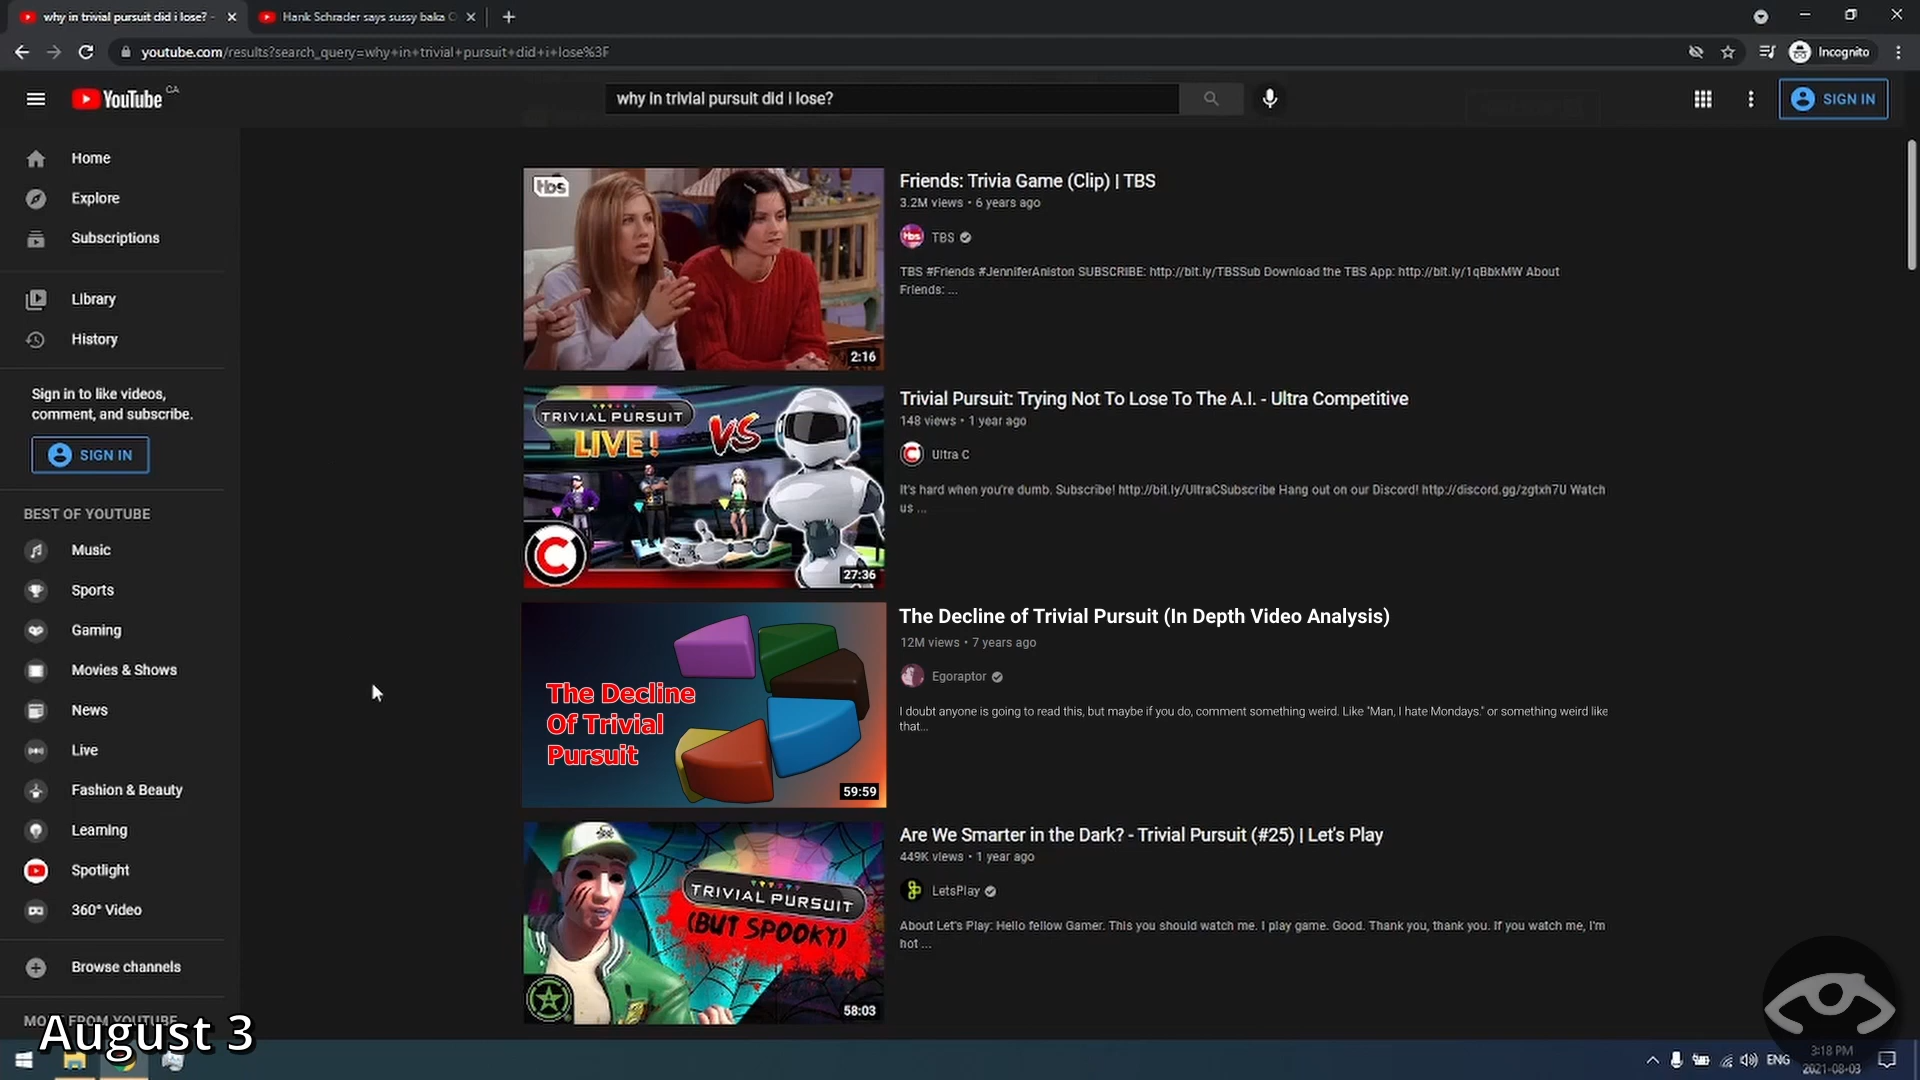 why in trivial pursuit did i lose? -
Hank Schrader says sussy baka
youtube.com/results?search_query=why+in+trivial+pursuit+did+i+lose%3F
Incognito
YouTube CA
why in trivial pursuit did i lose?
SIGN IN
Home
Explore
Subscriptions
Library
History
Sign in to like videos,
comment, and subscribe.
SIGN IN
BEST OF YOUTUBE
Music
Sports
Gaming
Movies & Shows
News
Live
Fashion & Beauty
Learning
Spotlight
360° Video
Browse channels
MORE FROM YOUTUBE
tbs
2:16
Friends: Trivia Game (Clip) | TBS
3.2M views • 6 years ago
tbs
TBS
TBS #Friends #JenniferAniston SUBSCRIBE: http://bit.ly/TBSSub Download the TBS App: http://bit.ly/1qBbkMW About
Friends: ...
TRIVIAL PURSUIT
LIVE!
VS
C
27:36
Trivial Pursuit: Trying Not To Lose To The A.I. - Ultra Competitive
148 views • 1 year ago
C
Ultra C
It's hard when you're dumb. Subscribe! http://bit.ly/UltraCSubscribe Hang out on our Discord! http://discord.gg/zgtxh7U Watch
us ...
The Decline
Of Trivial
Pursuit
59:59
The Decline of Trivial Pursuit (In Depth Video Analysis)
12M views • 7 years ago
Egoraptor
I doubt anyone is going to read this, but maybe if you do, comment something weird. Like "Man, I hate Mondays." or something weird like
that...
TRIVIAL PURSUIT
(BUT SPOOKY)
58:03
Are We Smarter in the Dark? - Trivial Pursuit (#25) | Let's Play
449K views • 1 year ago
LetsPlay
About Let's Play: Hello fellow Gamer. This you should watch me. I play game. Good. Thank you, thank you. If you watch me, I'm
hot ...
August 3
ENG
3:18 PM
2021-08-03